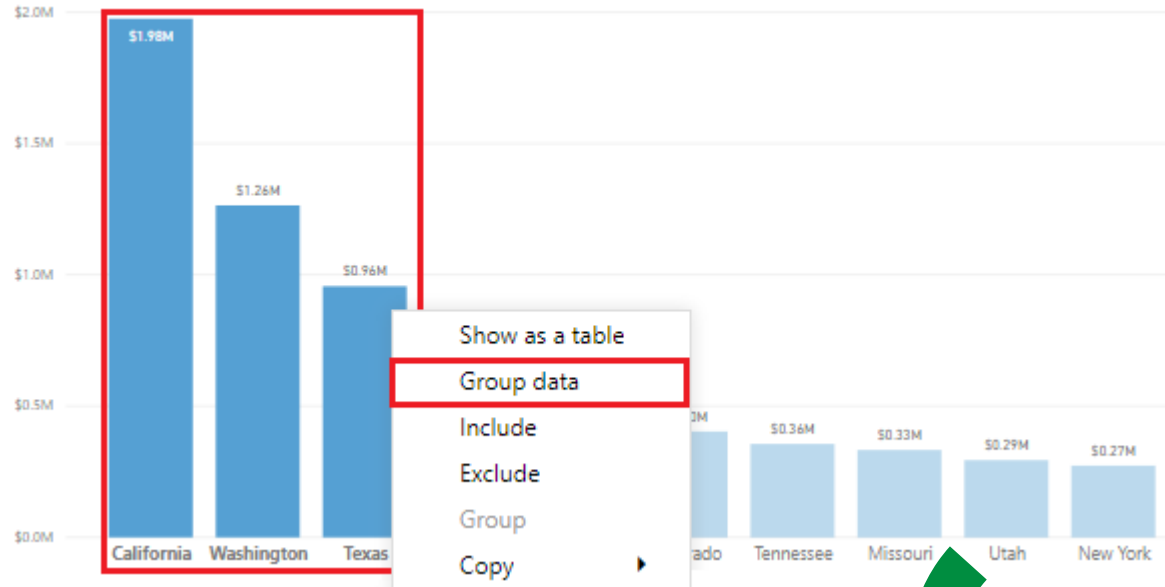 $2.0M
$1.98M
$1.5M
$1.26M
$1.0M
$0.96M
Show as a table
Group data
$0.5M
Include
0M
$0.36M
$0.33M
$0.29M
$0.27M
Exclude
Group
$0.0M
California Washington Texas
rado Tennessee Missouri Utah New York
Copy